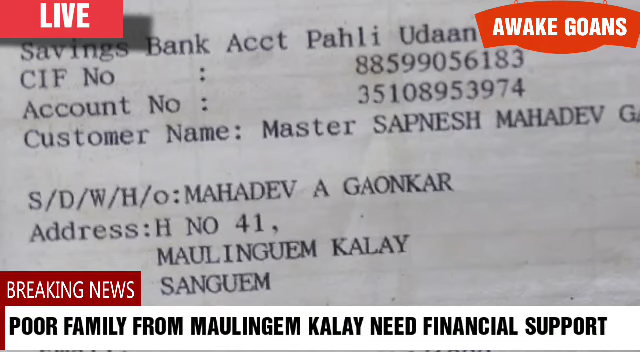 LIVE
AWAKE GOANS
Savings Bank Acct Pahli Udaan
CIF No : 88599056183
Account No : 35108953974
Customer Name: Master SAPNESH MAHADEV
S/D/W/H/o:MAHADEV A GAONKAR
Address:H NO 41,
MAULINGUEM KALAY
SANGUEM
BREAKING NEWS
POOR FAMILY FROM MAULINGEM KALAY NEED FINANCIAL SUPPORT